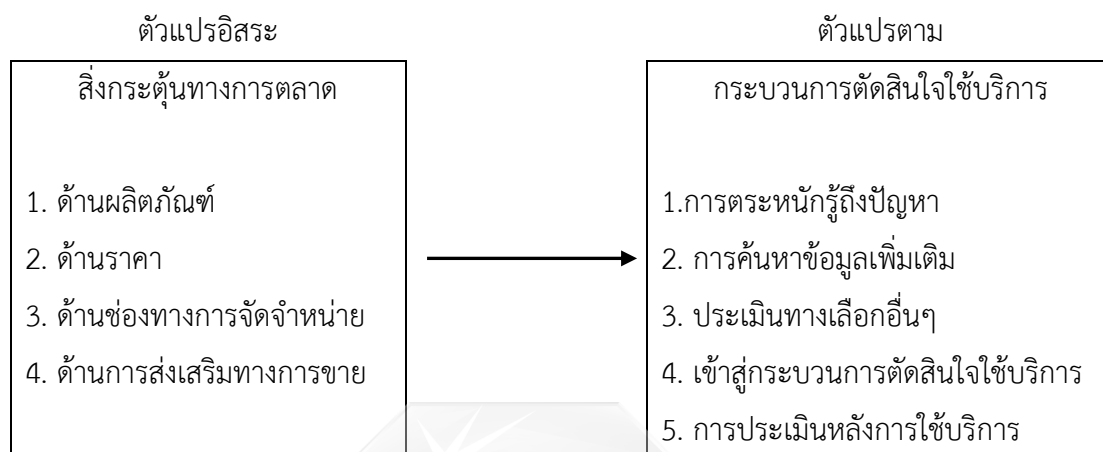 ตัวแปรอิสระ
สิ่งกระตุ้นทางการตลาด
1. ด้านผลิตภัณฑ์
2. ด้านราคา
3. ด้านช่องทางการจัดจำหน่าย
4. ด้านการส่งเสริมทางการขาย
ตัวแปรตาม
กระบวนการตัดสินใจใช้บริการ
1.การตระหนักรู้ถึงปัญหา
2. การค้นหาข้อมูลเพิ่มเติม
3. ประเมินทางเลือกอื่นๆ
4. เข้าสู่กระบวนการตัดสินใจใช้บริการ
5. การประเมินหลังการใช้บริการ